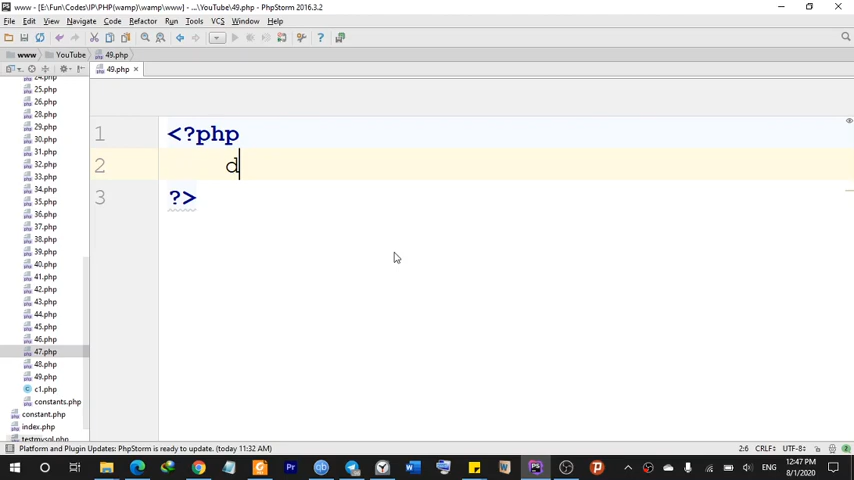 www - [E:\Fun\Codes\IP\PHP(wamp)\wamp\www] - ...\YouTube\49.php - PhpStorm 2016.3.2
File Edit View Navigate Code Refactor Run Tools VCS Window Help
www YouTube 49.php
49.php
24.php
25.php
26.php
28.php
29.php
30.php
31.php
32.php
33.php
34.php
35.php
36.php
37.php
38.php
39.php
40.php
41.php
42.php
43.php
44.php
45.php
46.php
47.php
48.php
49.php
c1.php
constants.php
constant.php
index.php
testmysql.php
1 <?php
2 d
3 ?>
Platform and Plugin Updates: PhpStorm is ready to update. (today 11:32 AM) 2:6 CRLF÷ UTF-8÷
ENG 12:47 PM
8/1/2020